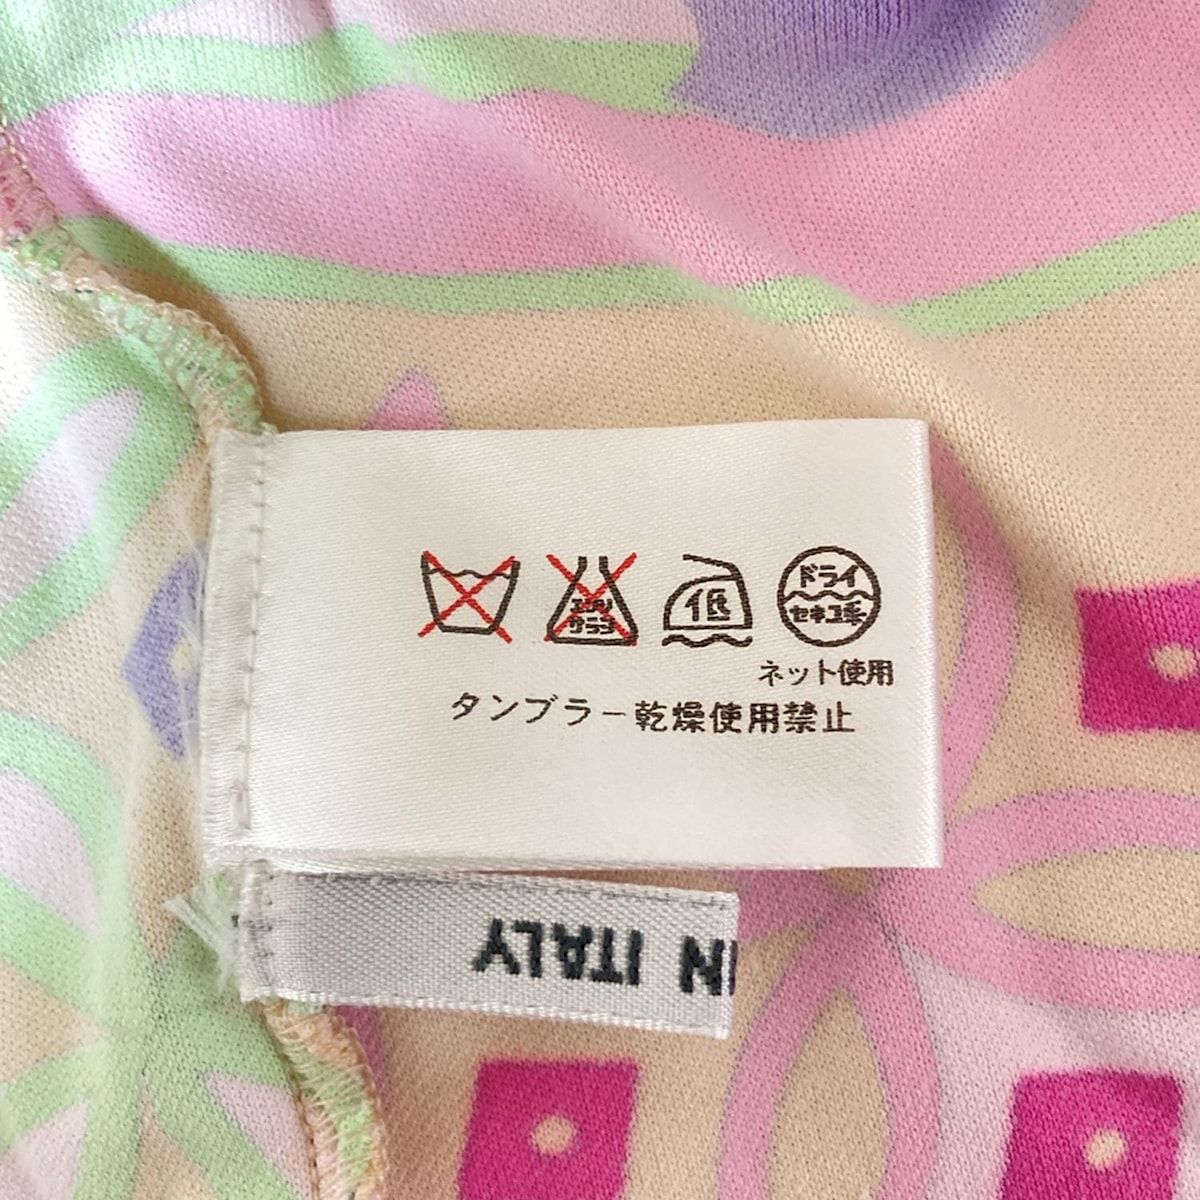 エンソ
サラシ
低
ドライ
セキユ系
ネット使用
タンブラー乾燥使用禁止
IN ITALY